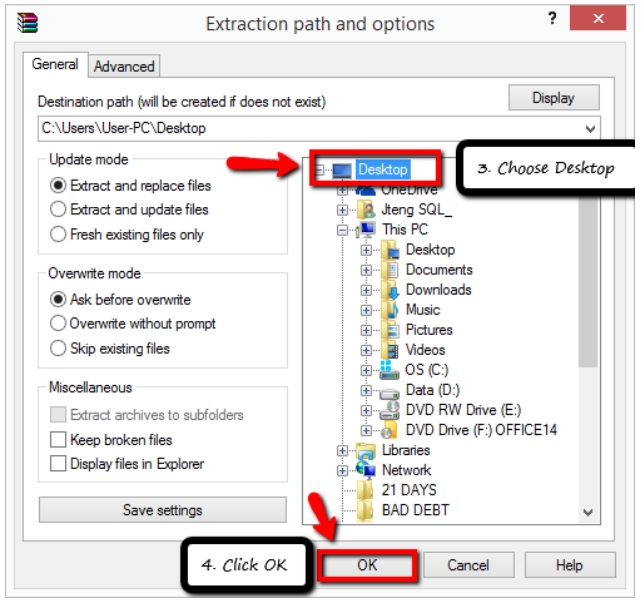 Extraction path and options
? ×
General
Advanced
Destination path (will be created if does not exist)
Display
C:\Users\User-PC\Desktop
Update mode
Extract and replace files
Extract and update files
Fresh existing files only
Overwrite mode
Ask before overwrite
Overwrite without prompt
Skip existing files
Miscellaneous
Extract archives to subfolders
Keep broken files
Display files in Explorer
Save settings
Desktop
3. Choose Desktop
OneDrive
Jteng SQL_
This PC
Desktop
Documents
Downloads
Music
Pictures
Videos
OS (C:)
Data (D:)
DVD RW Drive (E:)
DVD Drive (F:) OFFICE14
Libraries
Network
21 DAYS
BAD DEBT
4. Click OK
OK
Cancel
Help